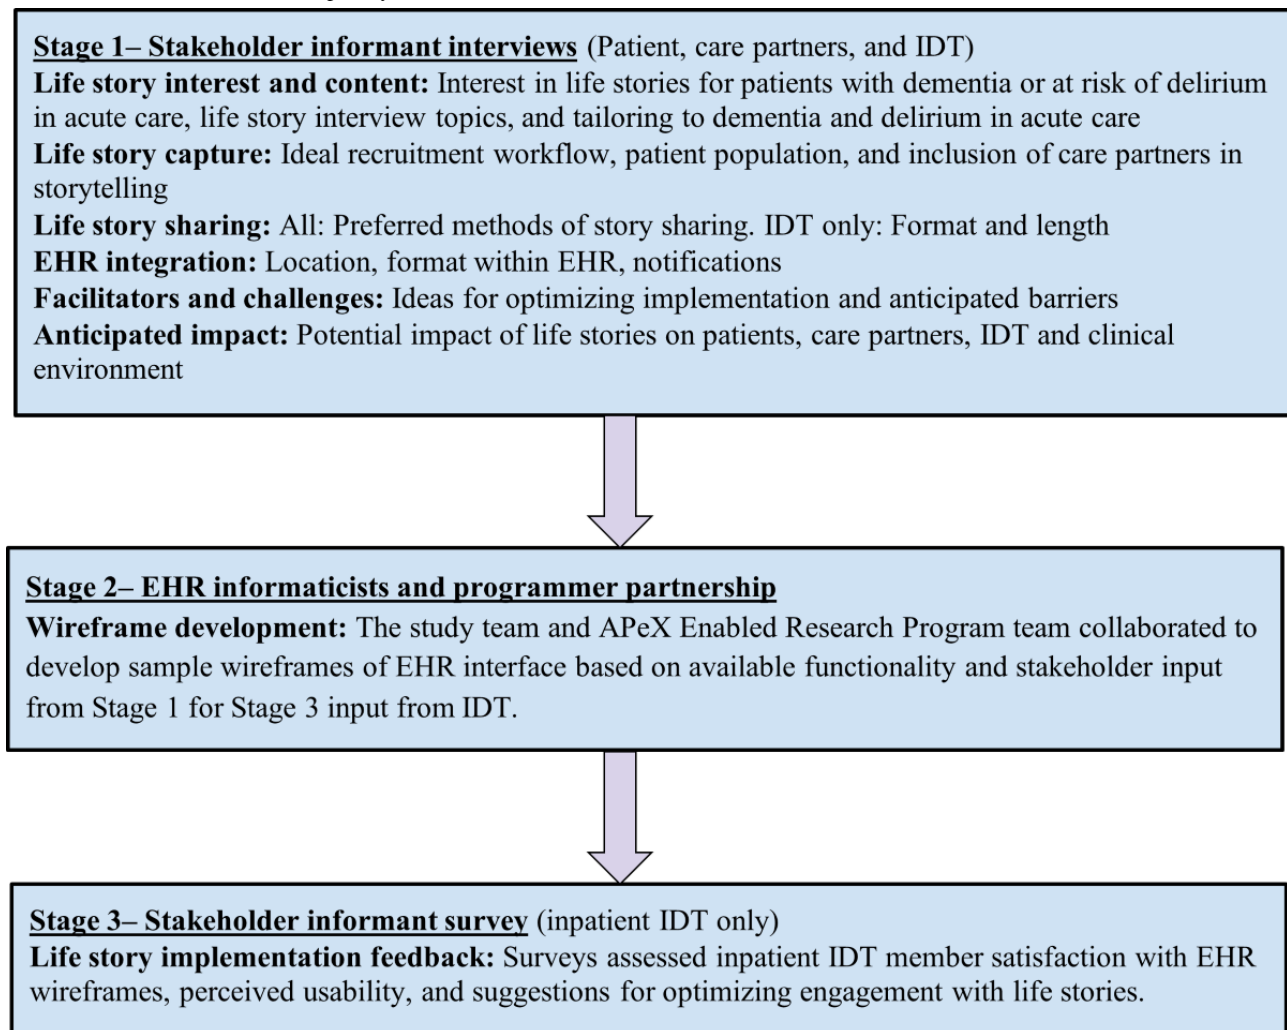 Stage 1– Stakeholder informant interviews (Patient, care partners, and IDT)
Life story interest and content: Interest in life stories for patients with dementia or at risk of delirium
in acute care, life story interview topics, and tailoring to dementia and delirium in acute care
Life story capture: Ideal recruitment workflow, patient population, and inclusion of care partners in
storytelling
Life story sharing: All: Preferred methods of story sharing. IDT only: Format and length
EHR integration: Location, format within EHR, notifications
Facilitators and challenges: Ideas for optimizing implementation and anticipated barriers
Anticipated impact: Potential impact of life stories on patients, care partners, IDT and clinical
environment
Stage 2– EHR informaticists and programmer partnership
Wireframe development: The study team and APeX Enabled Research Program team collaborated to
develop sample wireframes of EHR interface based on available functionality and stakeholder input
from Stage 1 for Stage 3 input from IDT.
Stage 3– Stakeholder informant survey (inpatient IDT only)
Life story implementation feedback: Surveys assessed inpatient IDT member satisfaction with EHR
wireframes, perceived usability, and suggestions for optimizing engagement with life stories.